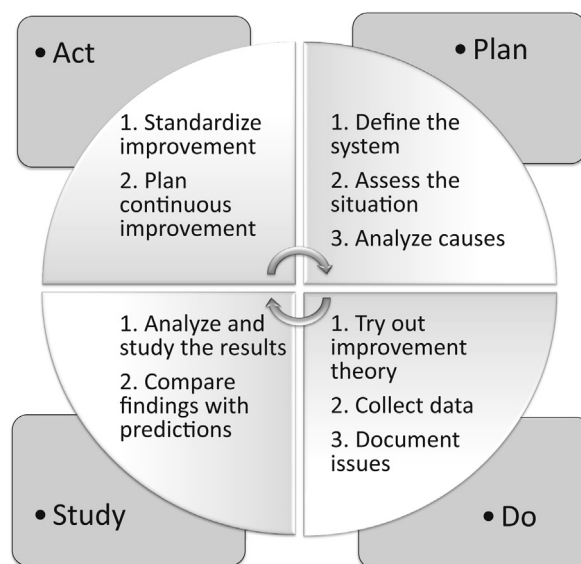 • Act
1. Standardize
improvement
2. Plan
continuous
improvement
• Plan
1. Define the
system
2. Assess the
situation
3. Analyze causes
1. Analyze and
study the results
2. Compare
findings with
predictions
• Study
1. Try out
improvement
theory
2. Collect data
3. Document
issues
• Do